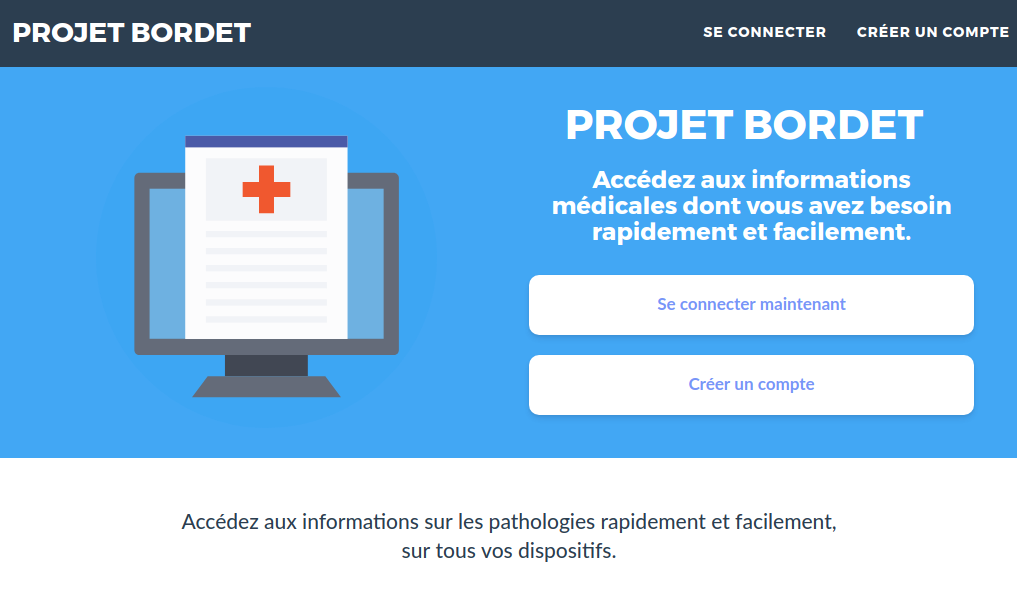 PROJET BORDET
SE CONNECTER
CRÉER UN COMPTE
PROJET BORDET
Accédez aux informations
médicales dont vous avez besoin
rapidement et facilement.
Se connecter maintenant
Créer un compte
Accédez aux informations sur les pathologies rapidement et facilement,
sur tous vos dispositifs.